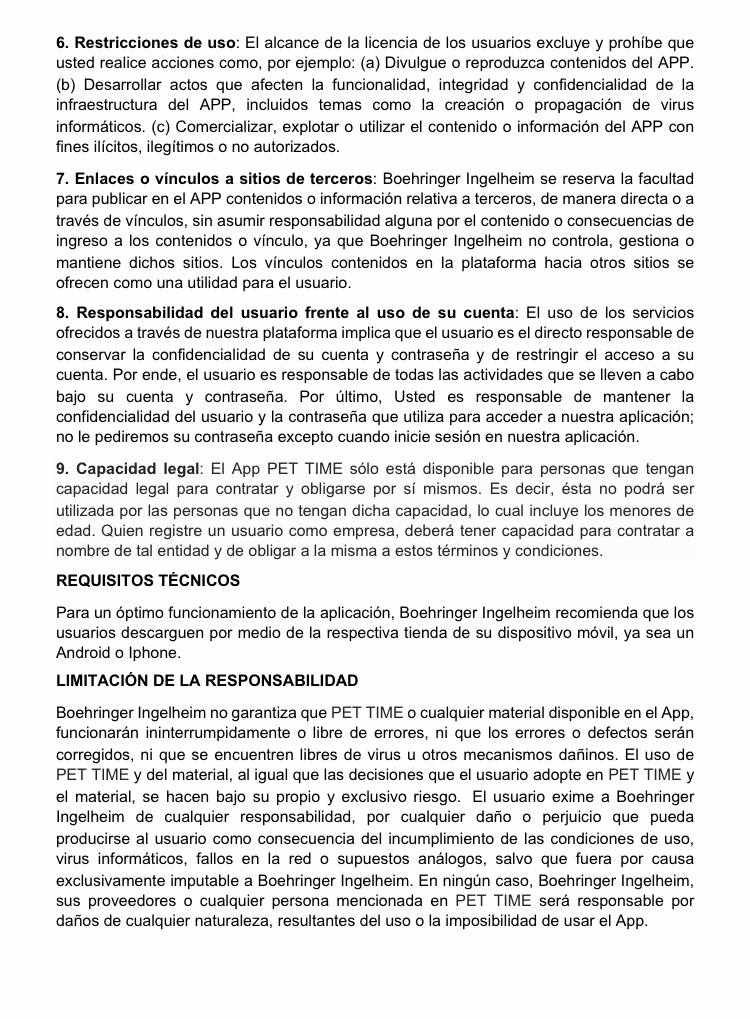 6. Restricciones de uso: El alcance de la licencia de los usuarios excluye y prohíbe que
usted realice acciones como, por ejemplo: (a) Divulgue o reproduzca contenidos del APP.
(b) Desarrollar actos que afecten la funcionalidad, integridad y confidencialidad de la
infraestructura del APP, incluidos temas como la creación o propagación de virus
informáticos. (c) Comercializar, explotar o utilizar el contenido o información del APP con
fines ilícitos, ilegítimos o no autorizados.
7. Enlaces o vínculos a sitios de terceros: Boehringer Ingelheim se reserva la facultad
para publicar en el APP contenidos o información relativa a terceros, de manera directa o a
través de vínculos, sin asumir responsabilidad alguna por el contenido o consecuencias de
ingreso a los contenidos o vínculo, ya que Boehringer Ingelheim no controla, gestiona o
mantiene dichos sitios. Los vínculos contenidos en la plataforma hacia otros sitios se
ofrecen como una utilidad para el usuario.
8. Responsabilidad del usuario frente al uso de su cuenta: El uso de los servicios
ofrecidos a través de nuestra plataforma implica que el usuario es el directo responsable de
conservar la confidencialidad de su cuenta y contraseña y de restringir el acceso a su
cuenta. Por ende, el usuario es responsable de todas las actividades que se lleven a cabo
bajo su cuenta y contraseña. Por último, Usted es responsable de mantener la
confidencialidad del usuario y la contraseña que utiliza para acceder a nuestra aplicación;
no le pediremos su contraseña excepto cuando inicie sesión en nuestra aplicación.
9. Capacidad legal: El App PET TIME sólo está disponible para personas que tengan
capacidad legal para contratar y obligarse por sí mismos. Es decir, ésta no podrá ser
utilizada por las personas que no tengan dicha capacidad, lo cual incluye los menores de
edad. Quien registre un usuario como empresa, deberá tener capacidad para contratar a
nombre de tal entidad y de obligar a la misma a estos términos y condiciones.
REQUISITOS TÉCNICOS
Para un óptimo funcionamiento de la aplicación, Boehringer Ingelheim recomienda que los
usuarios descarguen por medio de la respectiva tienda de su dispositivo móvil, ya sea un
Android o Iphone.
LIMITACIÓN DE LA RESPONSABILIDAD
Boehringer Ingelheim no garantiza que PET TIME o cualquier material disponible en el App,
funcionarán ininterrumpidamente o libre de errores, ni que los errores o defectos serán
corregidos, ni que se encuentren libres de virus u otros mecanismos dañinos. El uso de
PET TIME y del material, al igual que las decisiones que el usuario adopte en PET TIME y
el material, se hacen bajo su propio y exclusivo riesgo. El usuario exime a Boehringer
Ingelheim de cualquier responsabilidad, por cualquier daño o perjuicio que pueda
producirse al usuario como consecuencia del incumplimiento de las condiciones de uso,
virus informáticos, fallos en la red o supuestos análogos, salvo que fuera por causa
exclusivamente imputable a Boehringer Ingelheim. En ningún caso, Boehringer Ingelheim,
sus proveedores o cualquier persona mencionada en PET TIME será responsable por
daños de cualquier naturaleza, resultantes del uso o la imposibilidad de usar el App.